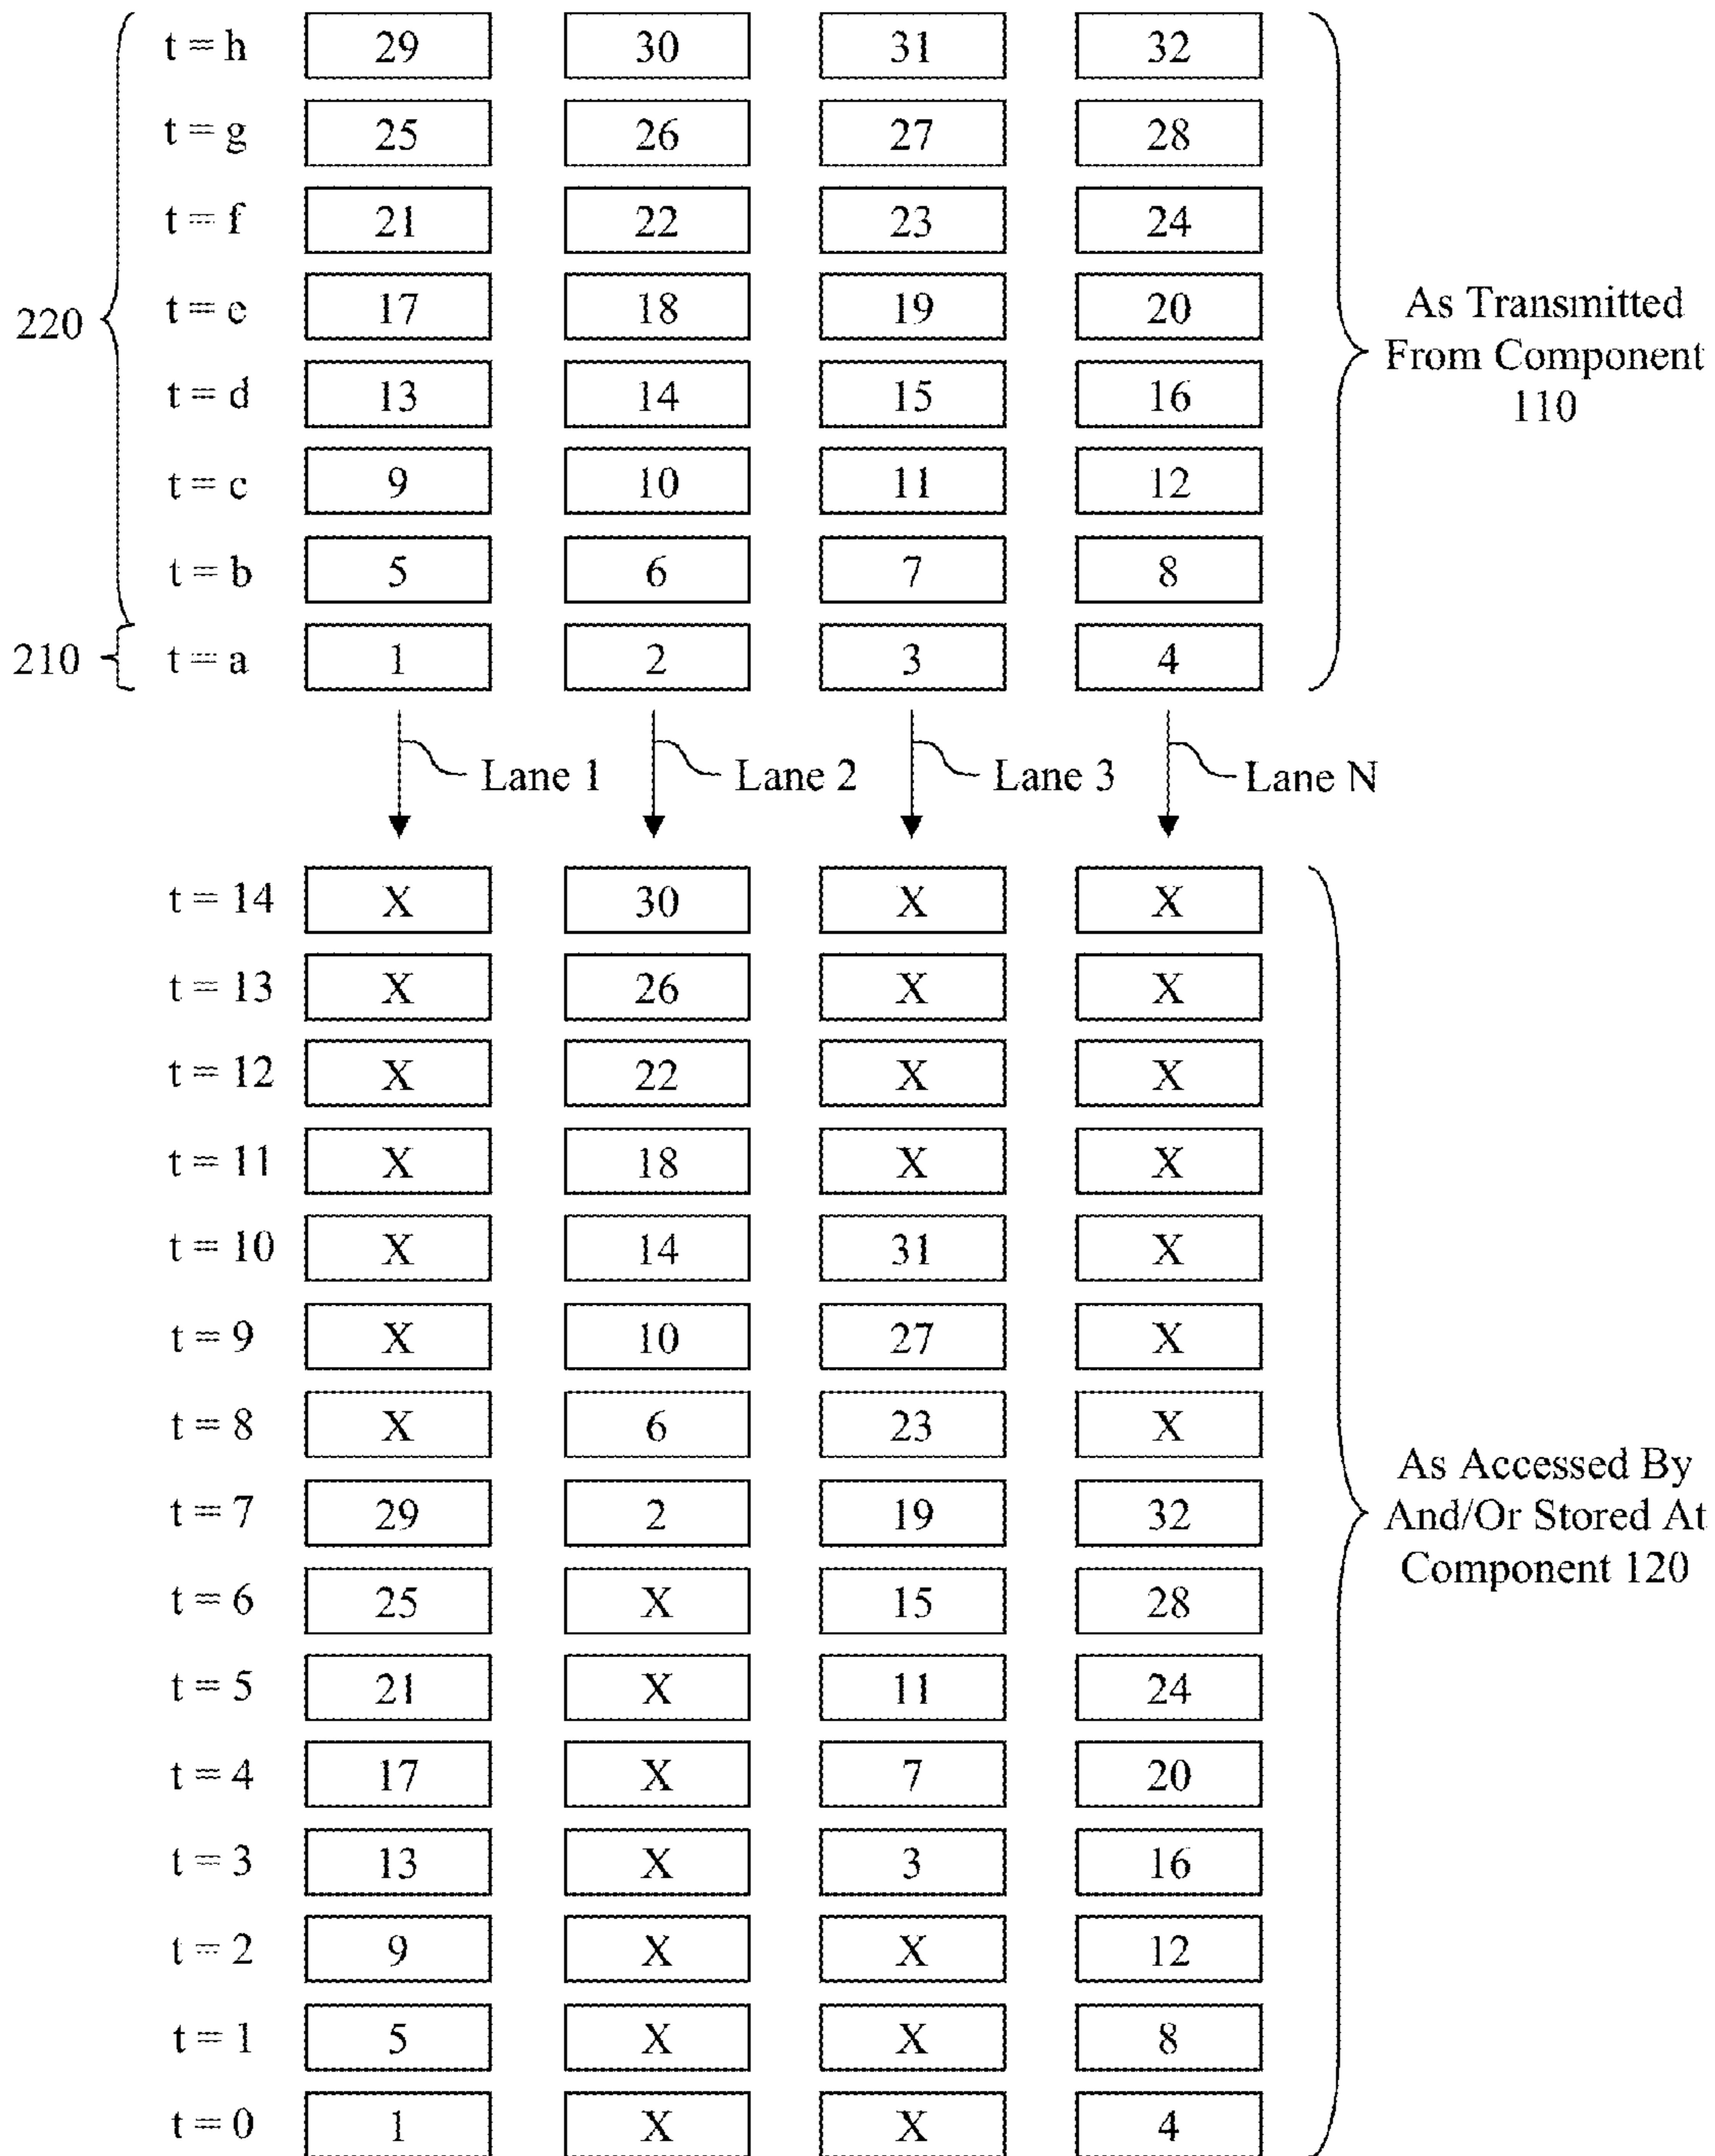 t = h 29 30 31 32
t = g 25 26 27 28
t = f 21 22 23 24
220 t = e 17 18 19 20
As Transmitted
From Component
110
t = d 13 14 15 16
t = c 9 10 11 12
t = b 5 6 7 8
210 t = a 1 2 3 4
Lane 1 Lane 2 Lane 3 Lane N
t = 14 X 30 X X
t = 13 X 26 X X
t = 12 X 22 X X
t = 11 X 18 X X
t = 10 X 14 31 X
t = 9 X 10 27 X
t = 8 X 6 23 X
As Accessed By
And/Or Stored At
Component 120
t = 7 29 2 19 32
t = 6 25 X 15 28
t = 5 21 X 11 24
t = 4 17 X 7 20
t = 3 13 X 3 16
t = 2 9 X X 12
t = 1 5 X X 8
t = 0 1 X X 4